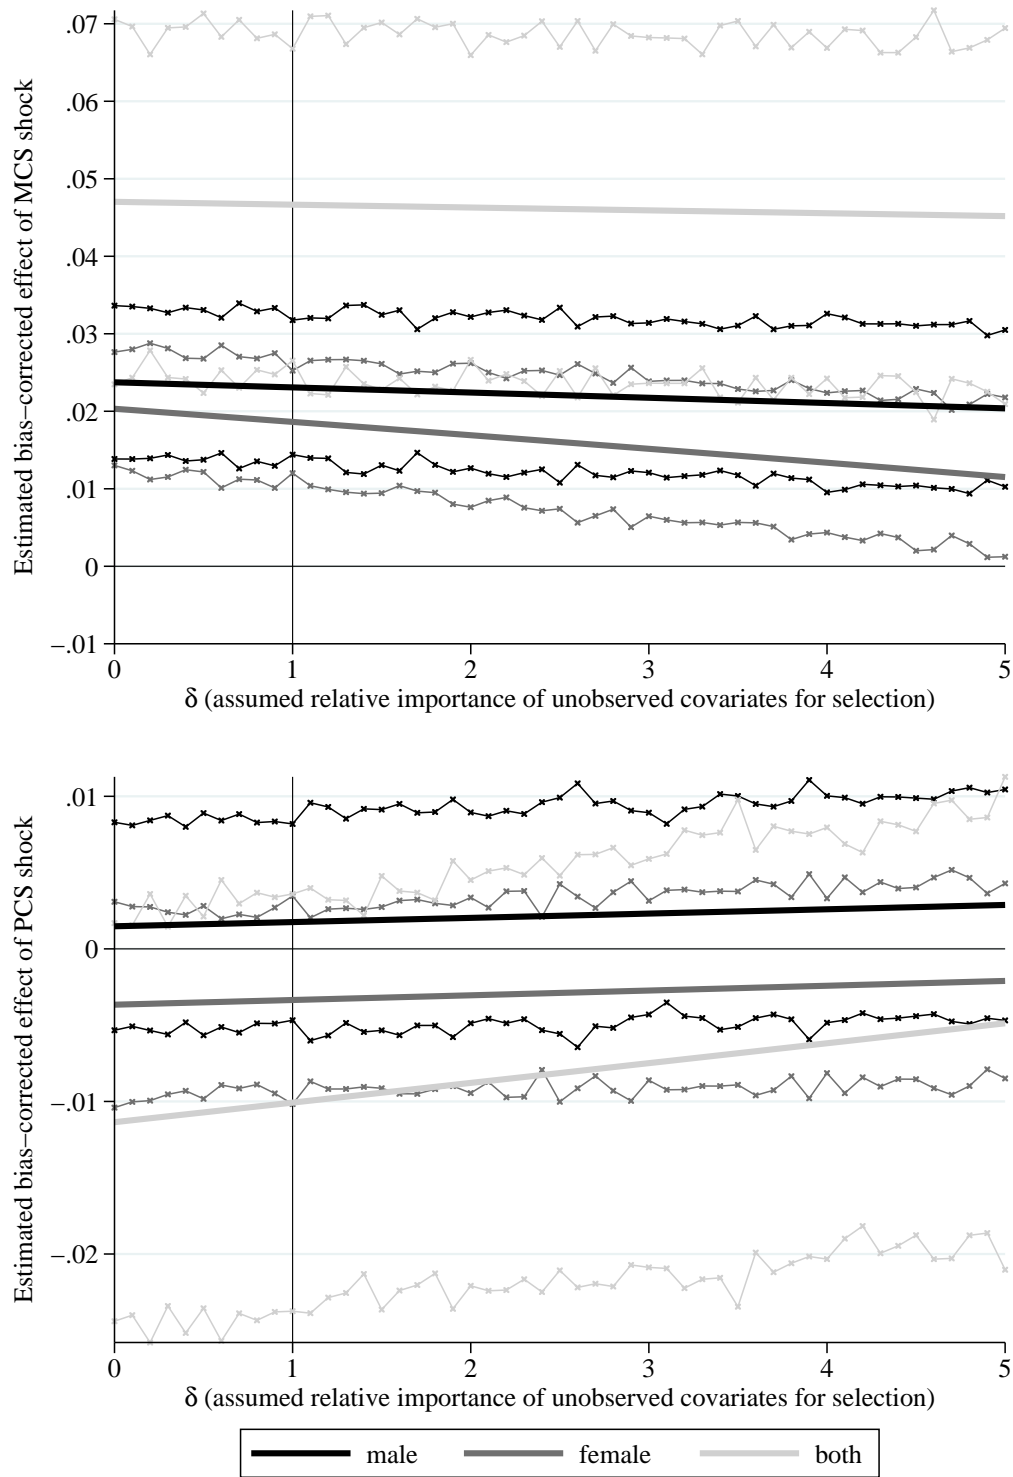 Estimated bias−corrected effect of MCS shock
.07
.06
.05
.04
.03
.02
.01
0
−.01
0 1 2 3 4 5
δ (assumed relative importance of unobserved covariates for selection)
Estimated bias−corrected effect of PCS shock
.01
0
−.01
−.02
0 1 2 3 4 5
δ (assumed relative importance of unobserved covariates for selection)
male female both